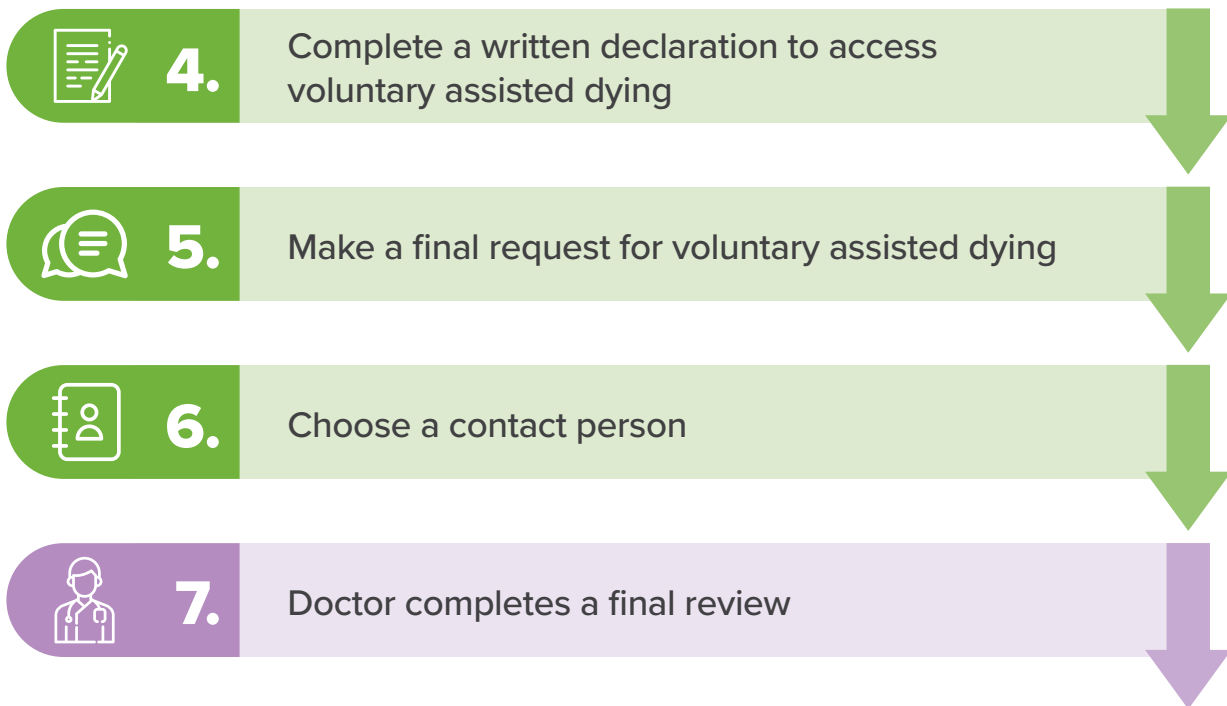 4.
Complete a written declaration to access
voluntary assisted dying
5.
Make a final request for voluntary assisted dying
6.
Choose a contact person
7.
Doctor completes a final review